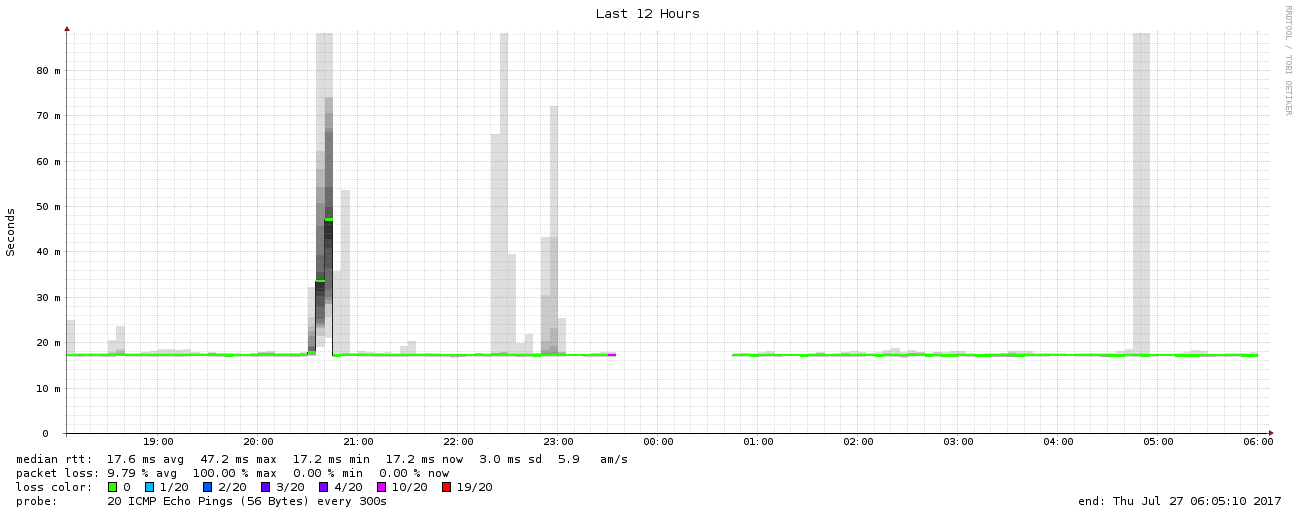 Last 12 Hours
RRDTOOL / TOBI OETIKER
Seconds
80 m
70 m
60 m
50 m
40 m
30 m
20 m
10 m
0
19:00 20:00 21:00 22:00 23:00 00:00 01:00 02:00 03:00 04:00 05:00 06:00
median rtt: 17.6 ms avg 47.2 ms max 17.2 ms min 17.2 ms now 3.0 ms sd 5.9 am/s
packet loss: 9.79 % avg 100.00 % max 0.00 % min 0.00 % now
loss color: 0 1/20 2/20 3/20 4/20 10/20 19/20
probe: 20 ICMP Echo Pings (56 Bytes) every 300s end: Thu Jul 27 06:05:10 2017